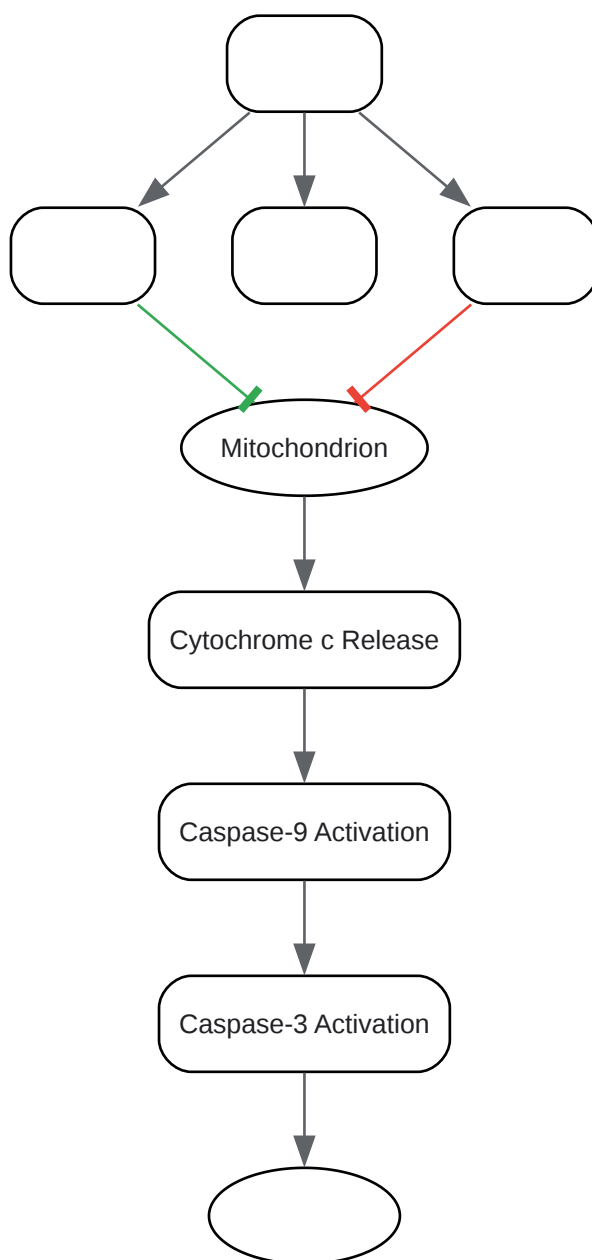 Mitochondrion
Cytochrome c Release
Caspase-9 Activation
Caspase-3 Activation